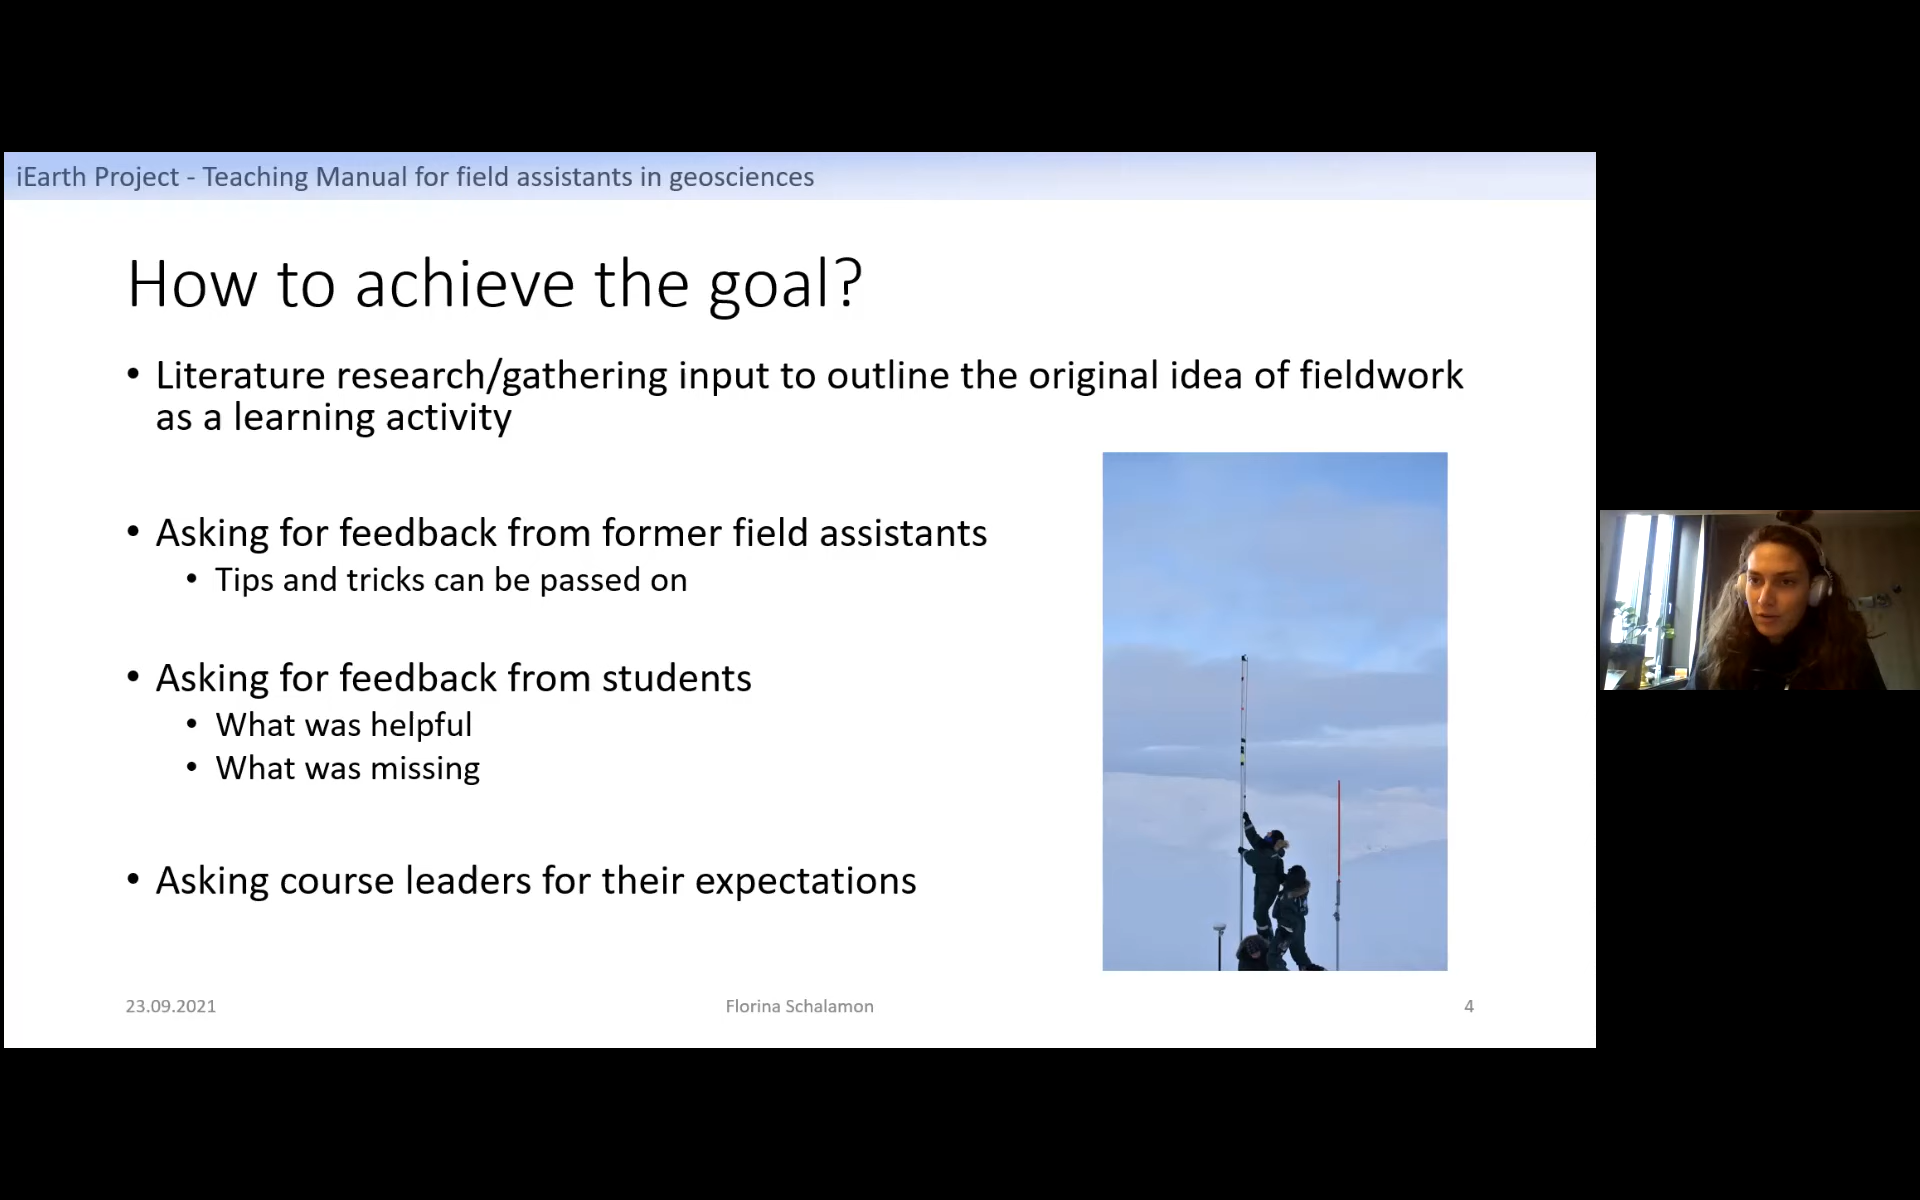 iEarth Project - Teaching Manual for field assistants in geosciences
How to achieve the goal?
• Literature research/gathering input to outline the original idea of fieldwork
as a learning activity
• Asking for feedback from former field assistants
• Tips and tricks can be passed on
• Asking for feedback from students
• What was helpful
• What was missing
• Asking course leaders for their expectations
23.09.2021
Florina Schalamon
4